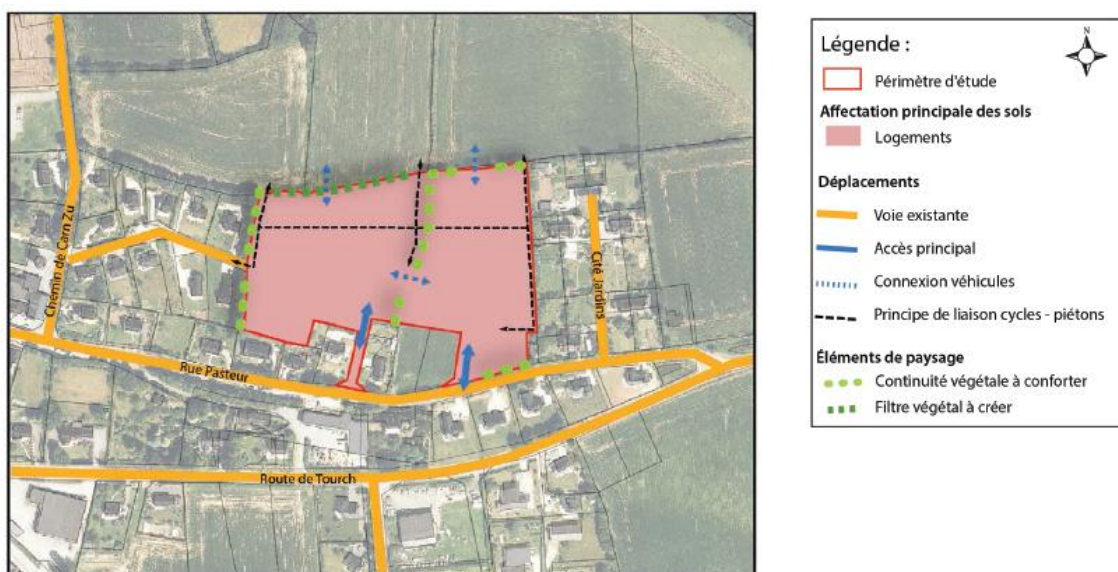 Chemin de Carn Zu
Rue Pasteur
Cité Jardins
Route de Tourch
Légende :
N
Périmètre d'étude
Affectation principale des sols
Logements
Déplacements
Voie existante
Accès principal
Connexion véhicules
Principe de liaison cycles - piétons
Éléments de paysage
Continuité végétale à conforter
Filtre végétal à créer